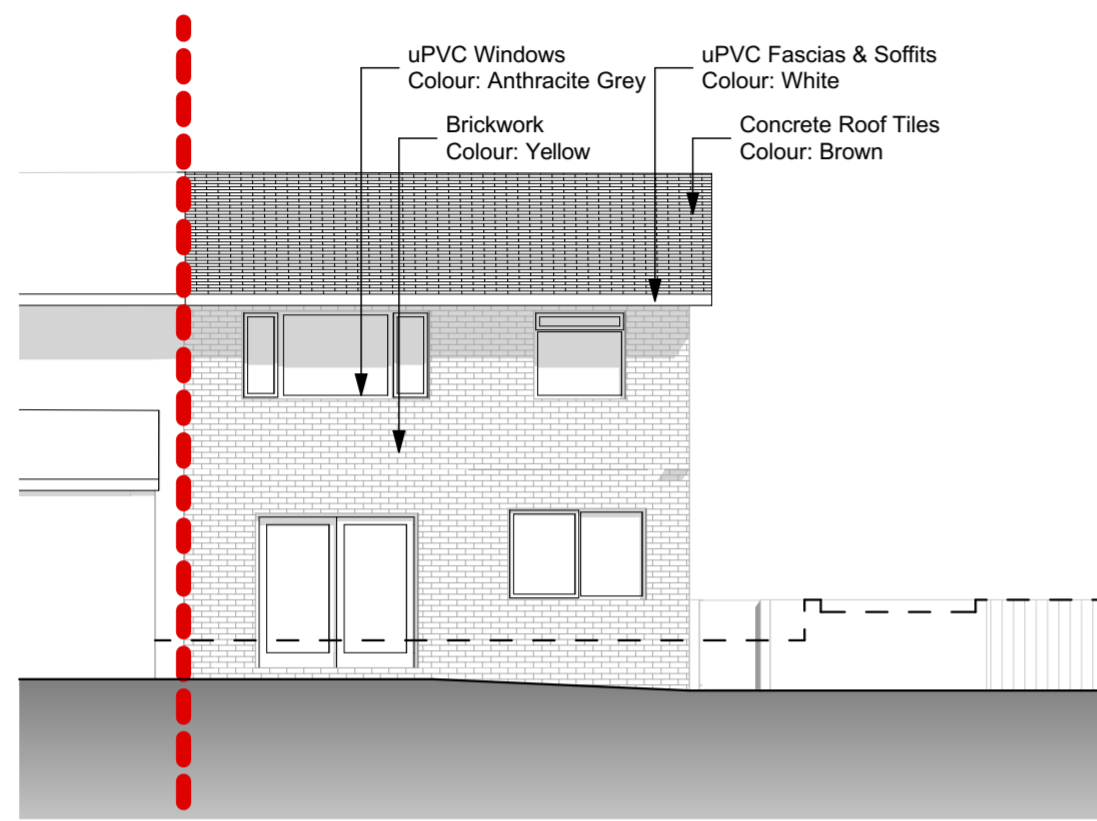 uPVC Windows
Colour: Anthracite Grey
uPVC Fascias & Soffits
Colour: White
Brickwork
Colour: Yellow
Concrete Roof Tiles
Colour: Brown